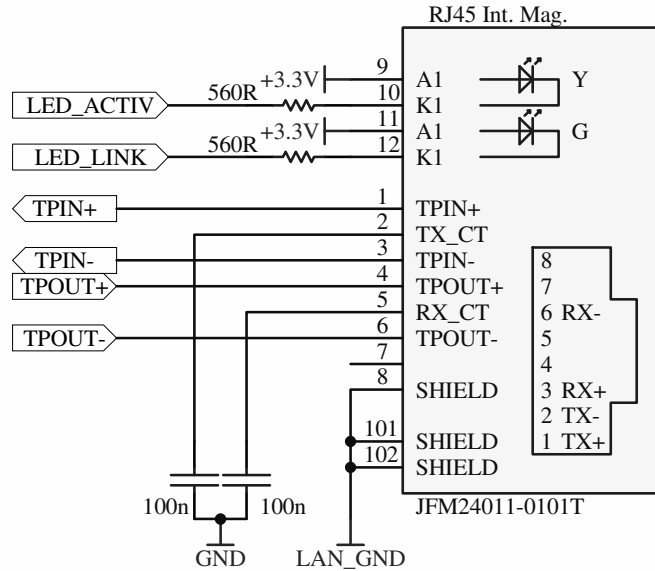 RJ45 Int. Mag.
+3.3V 9 A1 Y
LED_ACTIV 560R 10 K1
+3.3V 11 A1 G
LED_LINK 560R 12 K1
TPIN+ 1 TPIN+
2 TX_CT
TPIN- 3 TPIN- 8
TPOUT+ 4 TPOUT+ 7
5 RX_CT 6 RX-
TPOUT- 6 TPOUT- 5
7 4
8 SHIELD 3 RX+
2 TX-
101 SHIELD 1 TX+
102 SHIELD
100n 100n JFM24011-0101T
GND LAN_GND